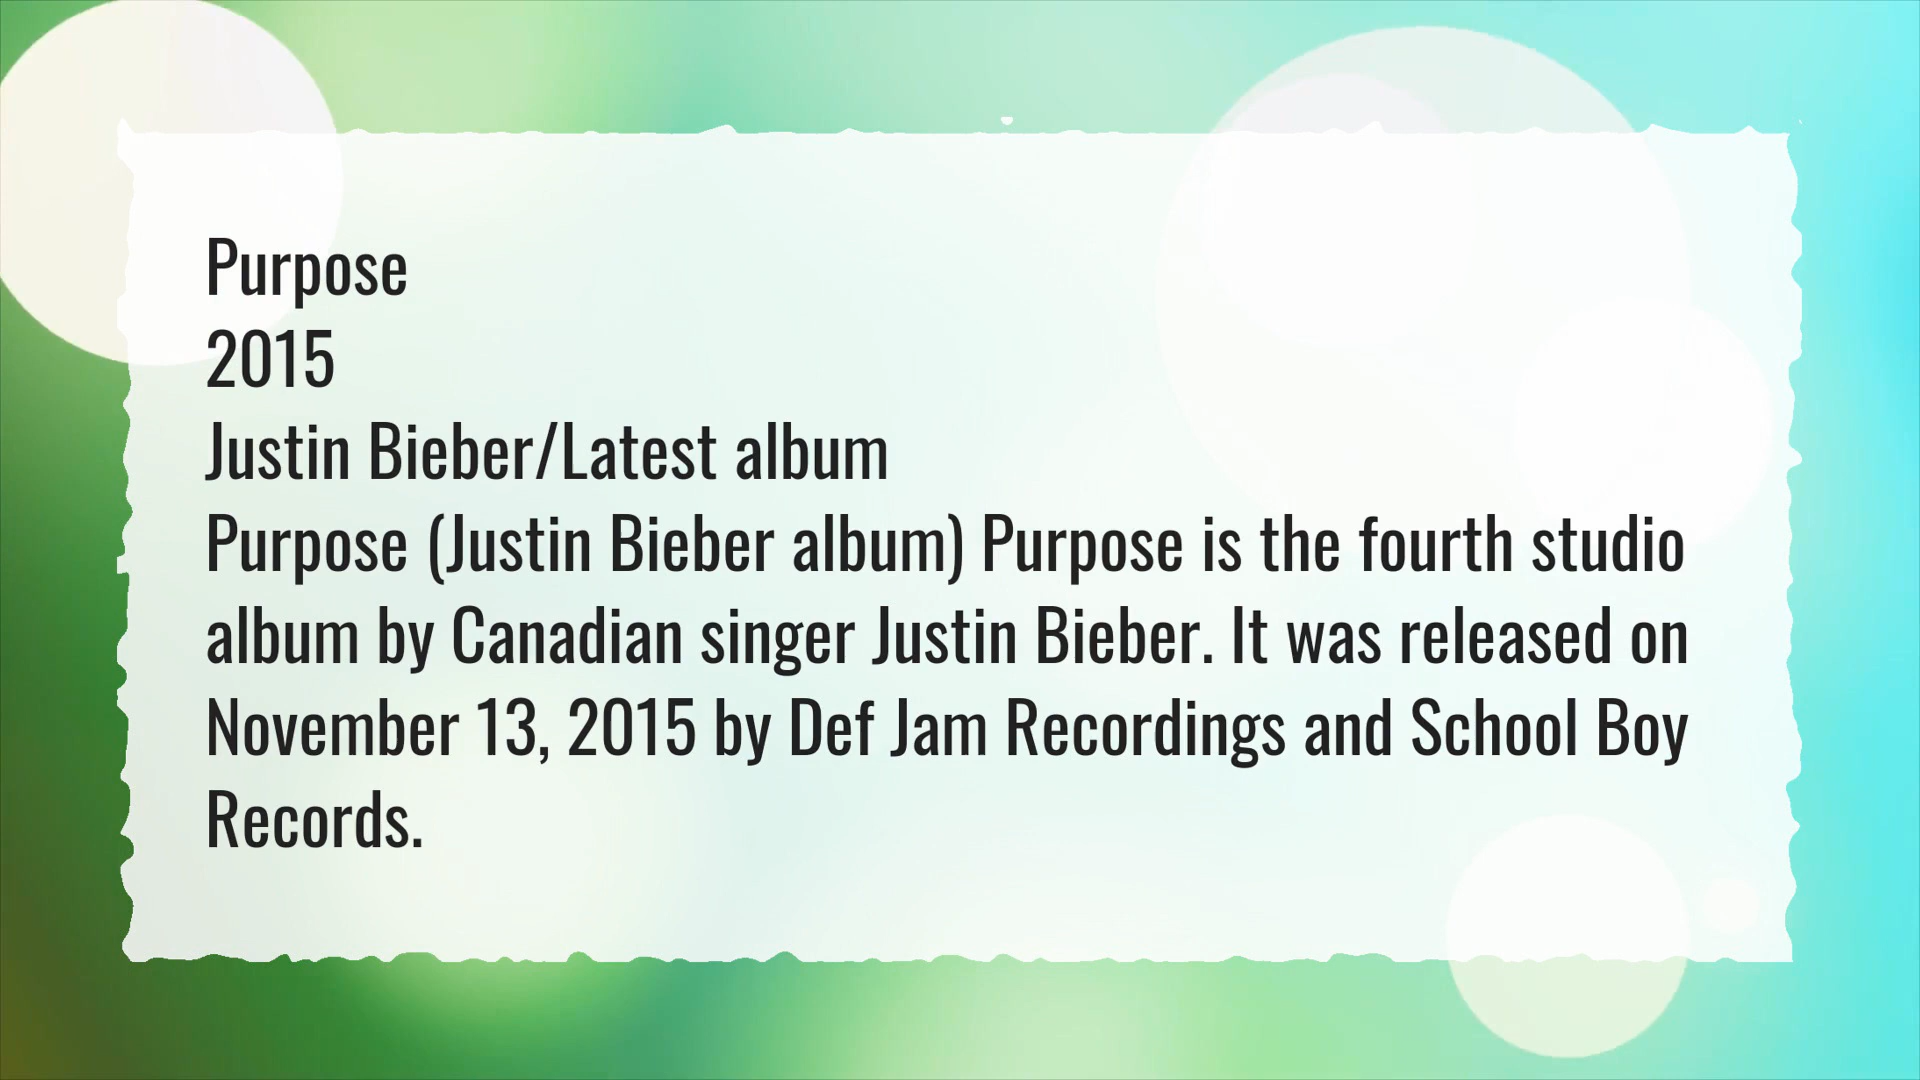 Purpose
2015
Justin Bieber/Latest album
Purpose (Justin Bieber album) Purpose is the fourth studio
album by Canadian singer Justin Bieber. It was released on
November 13, 2015 by Def Jam Recordings and School Boy
Records.